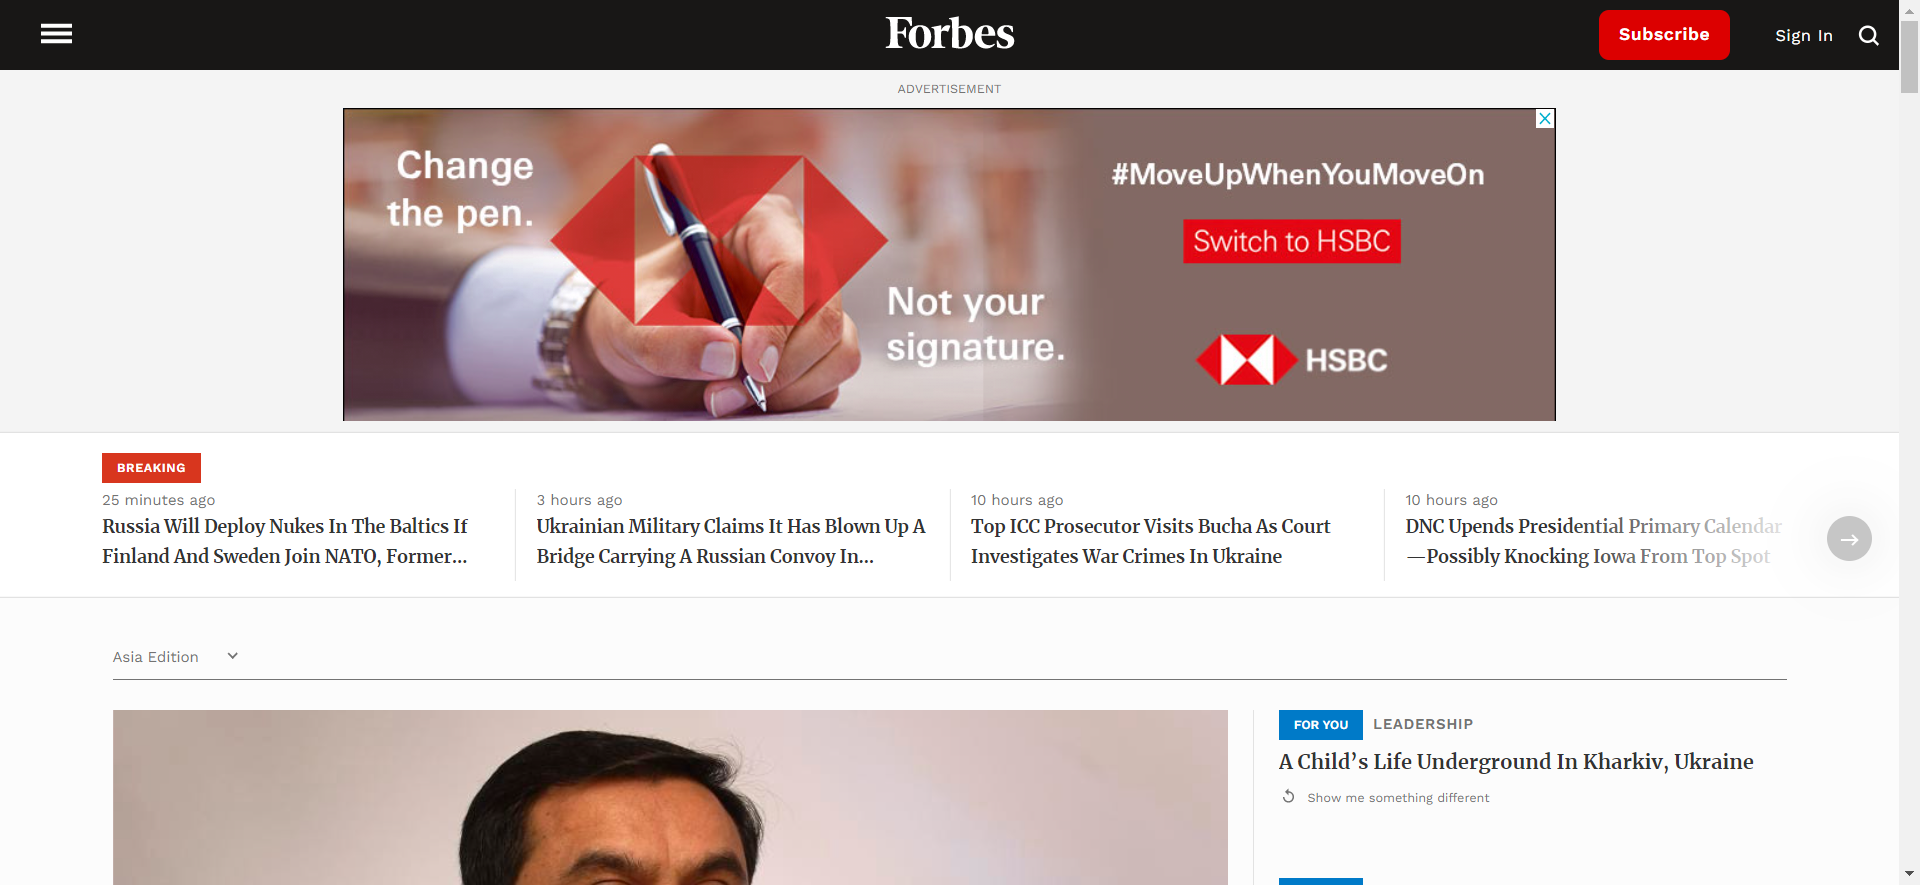 Forbes
Subscribe
Sign In
ADVERTISEMENT
Change
the pen.
Not your
signature.
#MoveUpWhenYouMoveOn
Switch to HSBC
HSBC
BREAKING
25 minutes ago
Russia Will Deploy Nukes In The Baltics If
Finland And Sweden Join NATO, Former...
3 hours ago
Ukrainian Military Claims It Has Blown Up A
Bridge Carrying A Russian Convoy In...
10 hours ago
Top ICC Prosecutor Visits Bucha As Court
Investigates War Crimes In Ukraine
10 hours ago
DNC Upends Presidential Primary Calendar
—Possibly Knocking Iowa From Top Spot
Asia Edition
FOR YOU LEADERSHIP
A Child’s Life Underground In Kharkiv, Ukraine
Show me something different